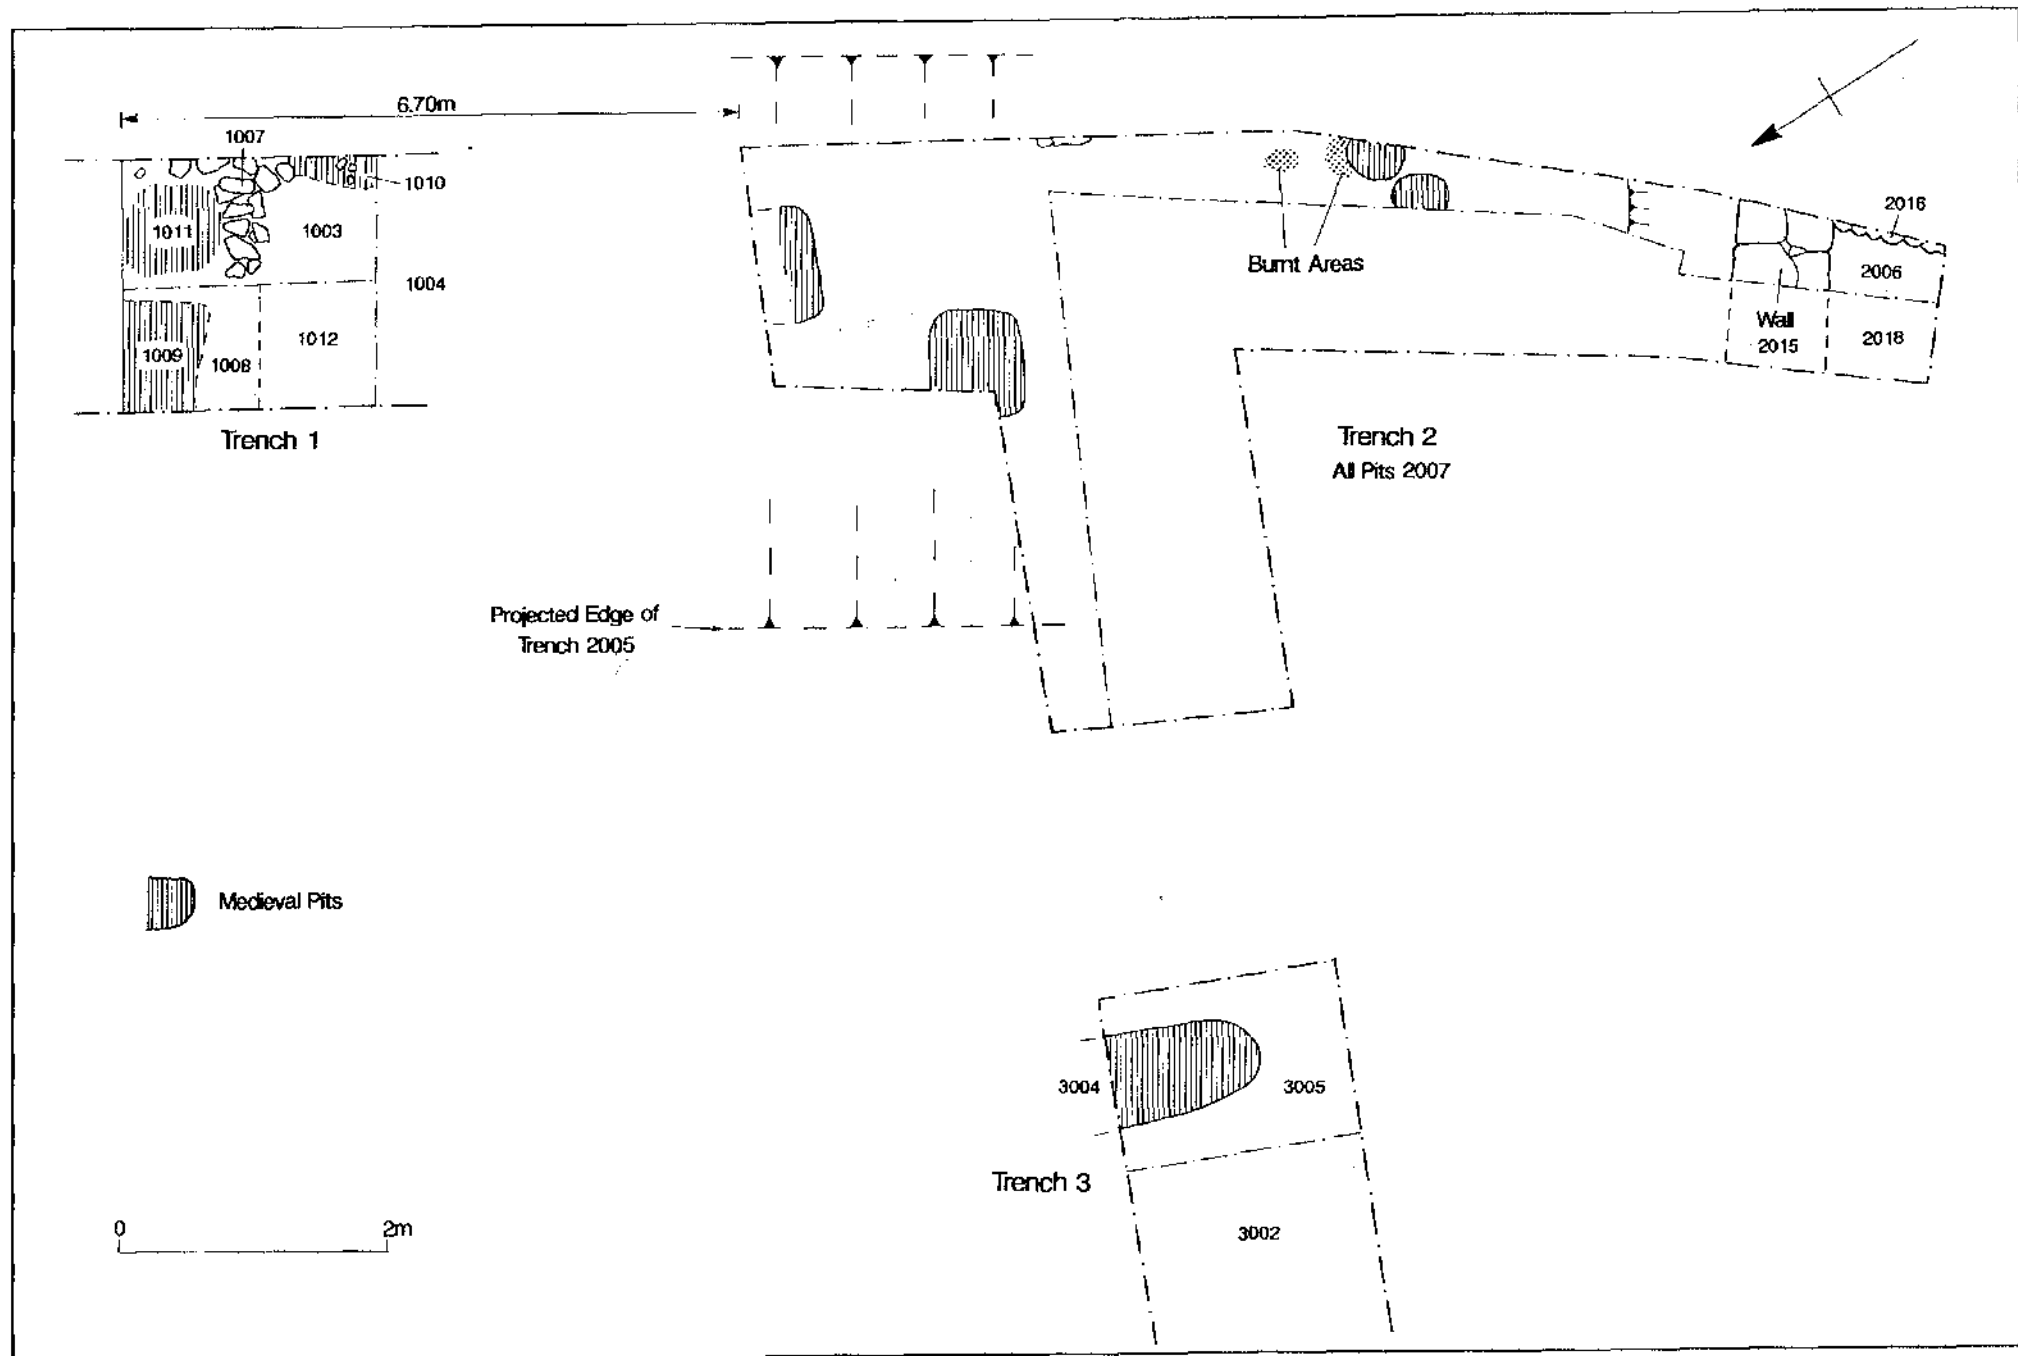 6.70m
1007
1010
1011
1003
1004
1009
1008
1012
Trench 1
Burnt Areas
2016
2006
Wall
2015
2018
Trench 2
All Pits 2007
Projected Edge of
Trench 2005
Medieval Pits
3004
3005
Trench 3
3002
0
2m